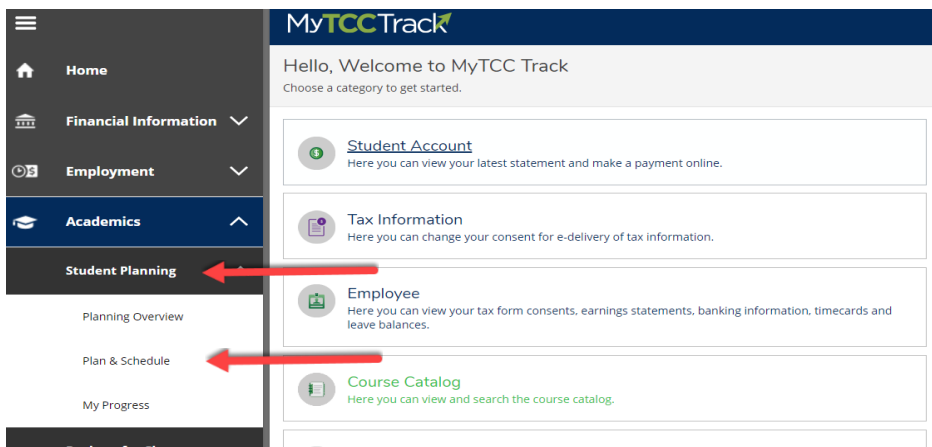 MyTCCTrack
Home
Financial Information
Employment
Academics
Student Planning
Planning Overview
Plan & Schedule
My Progress
Hello, Welcome to MyTCC Track
Choose a category to get started.
Student Account
Here you can view your latest statement and make a payment online.
Tax Information
Here you can change your consent for e-delivery of tax information.
Employee
Here you can view your tax form consents, earnings statements, banking information, timecards and
leave balances.
Course Catalog
Here you can view and search the course catalog.